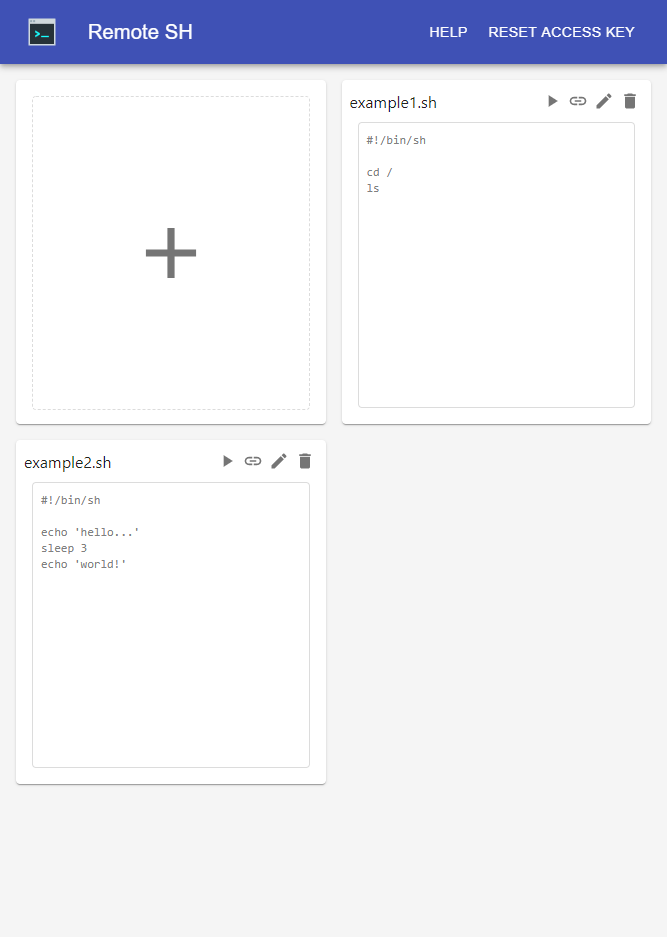 Remote SH
HELP
RESET ACCESS KEY
example1.sh
#!/bin/sh
cd /
ls
example2.sh
#!/bin/sh
echo 'hello...'
sleep 3
echo 'world!'